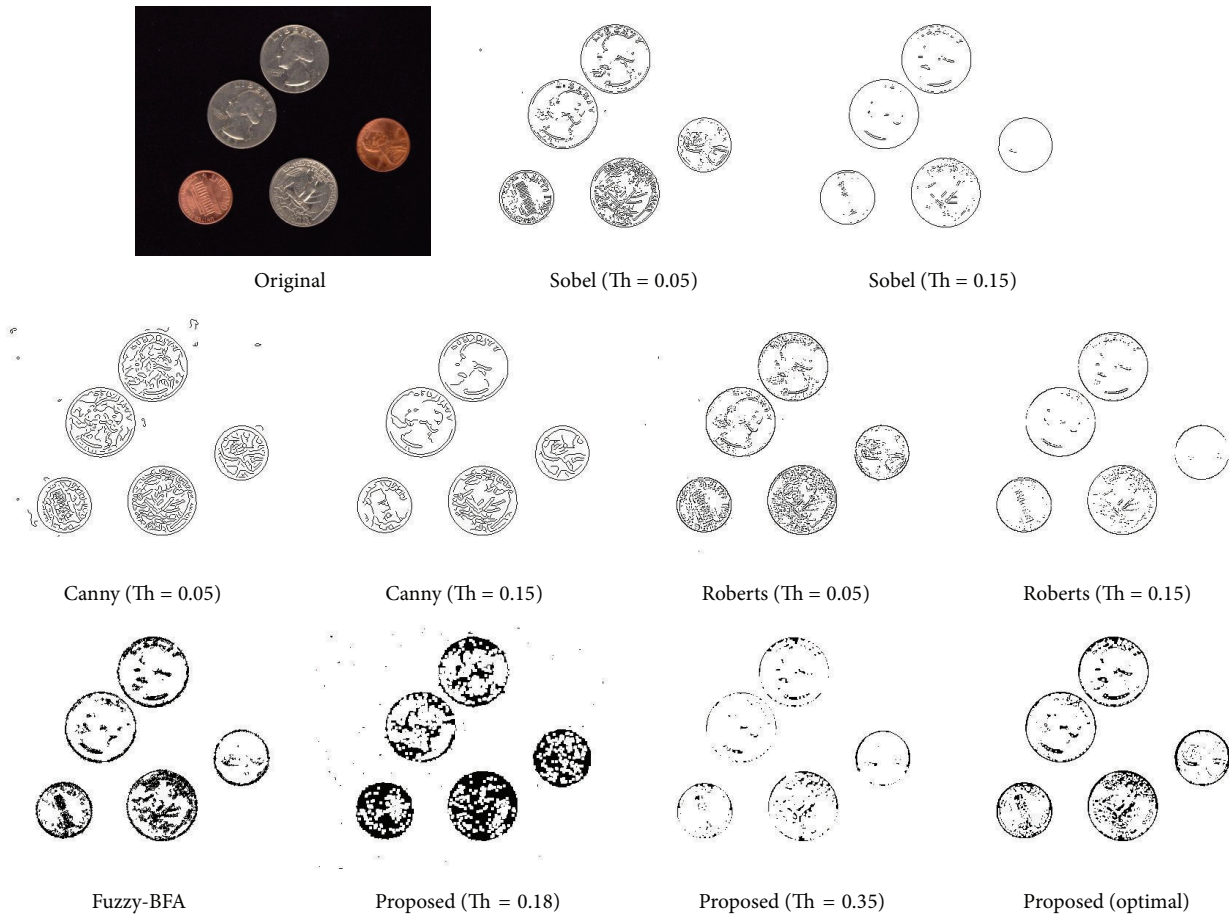 Original
Sobel (Th = 0.05)
Sobel (Th = 0.15)
Canny (Th = 0.05)
Canny (Th = 0.15)
Roberts (Th = 0.05)
Roberts (Th = 0.15)
Fuzzy-BFA
Proposed (Th = 0.18)
Proposed (Th = 0.35)
Proposed (optimal)